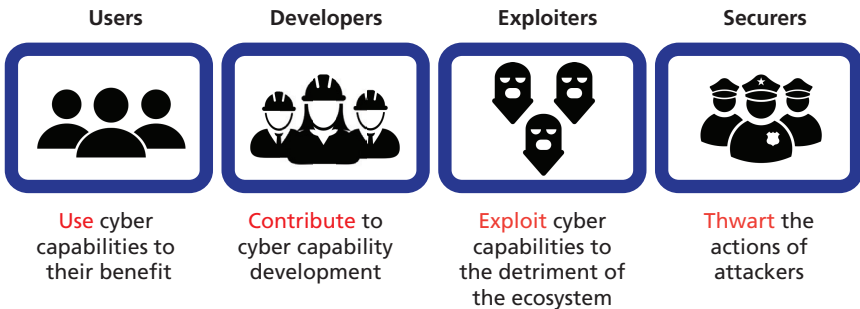 Users
Developers
Exploiters
Securers
Use cyber
capabilities to
their benefit
Contribute to
cyber capability
development
Exploit cyber
capabilities to
the detriment of
the ecosystem
Thwart the
actions of
attackers